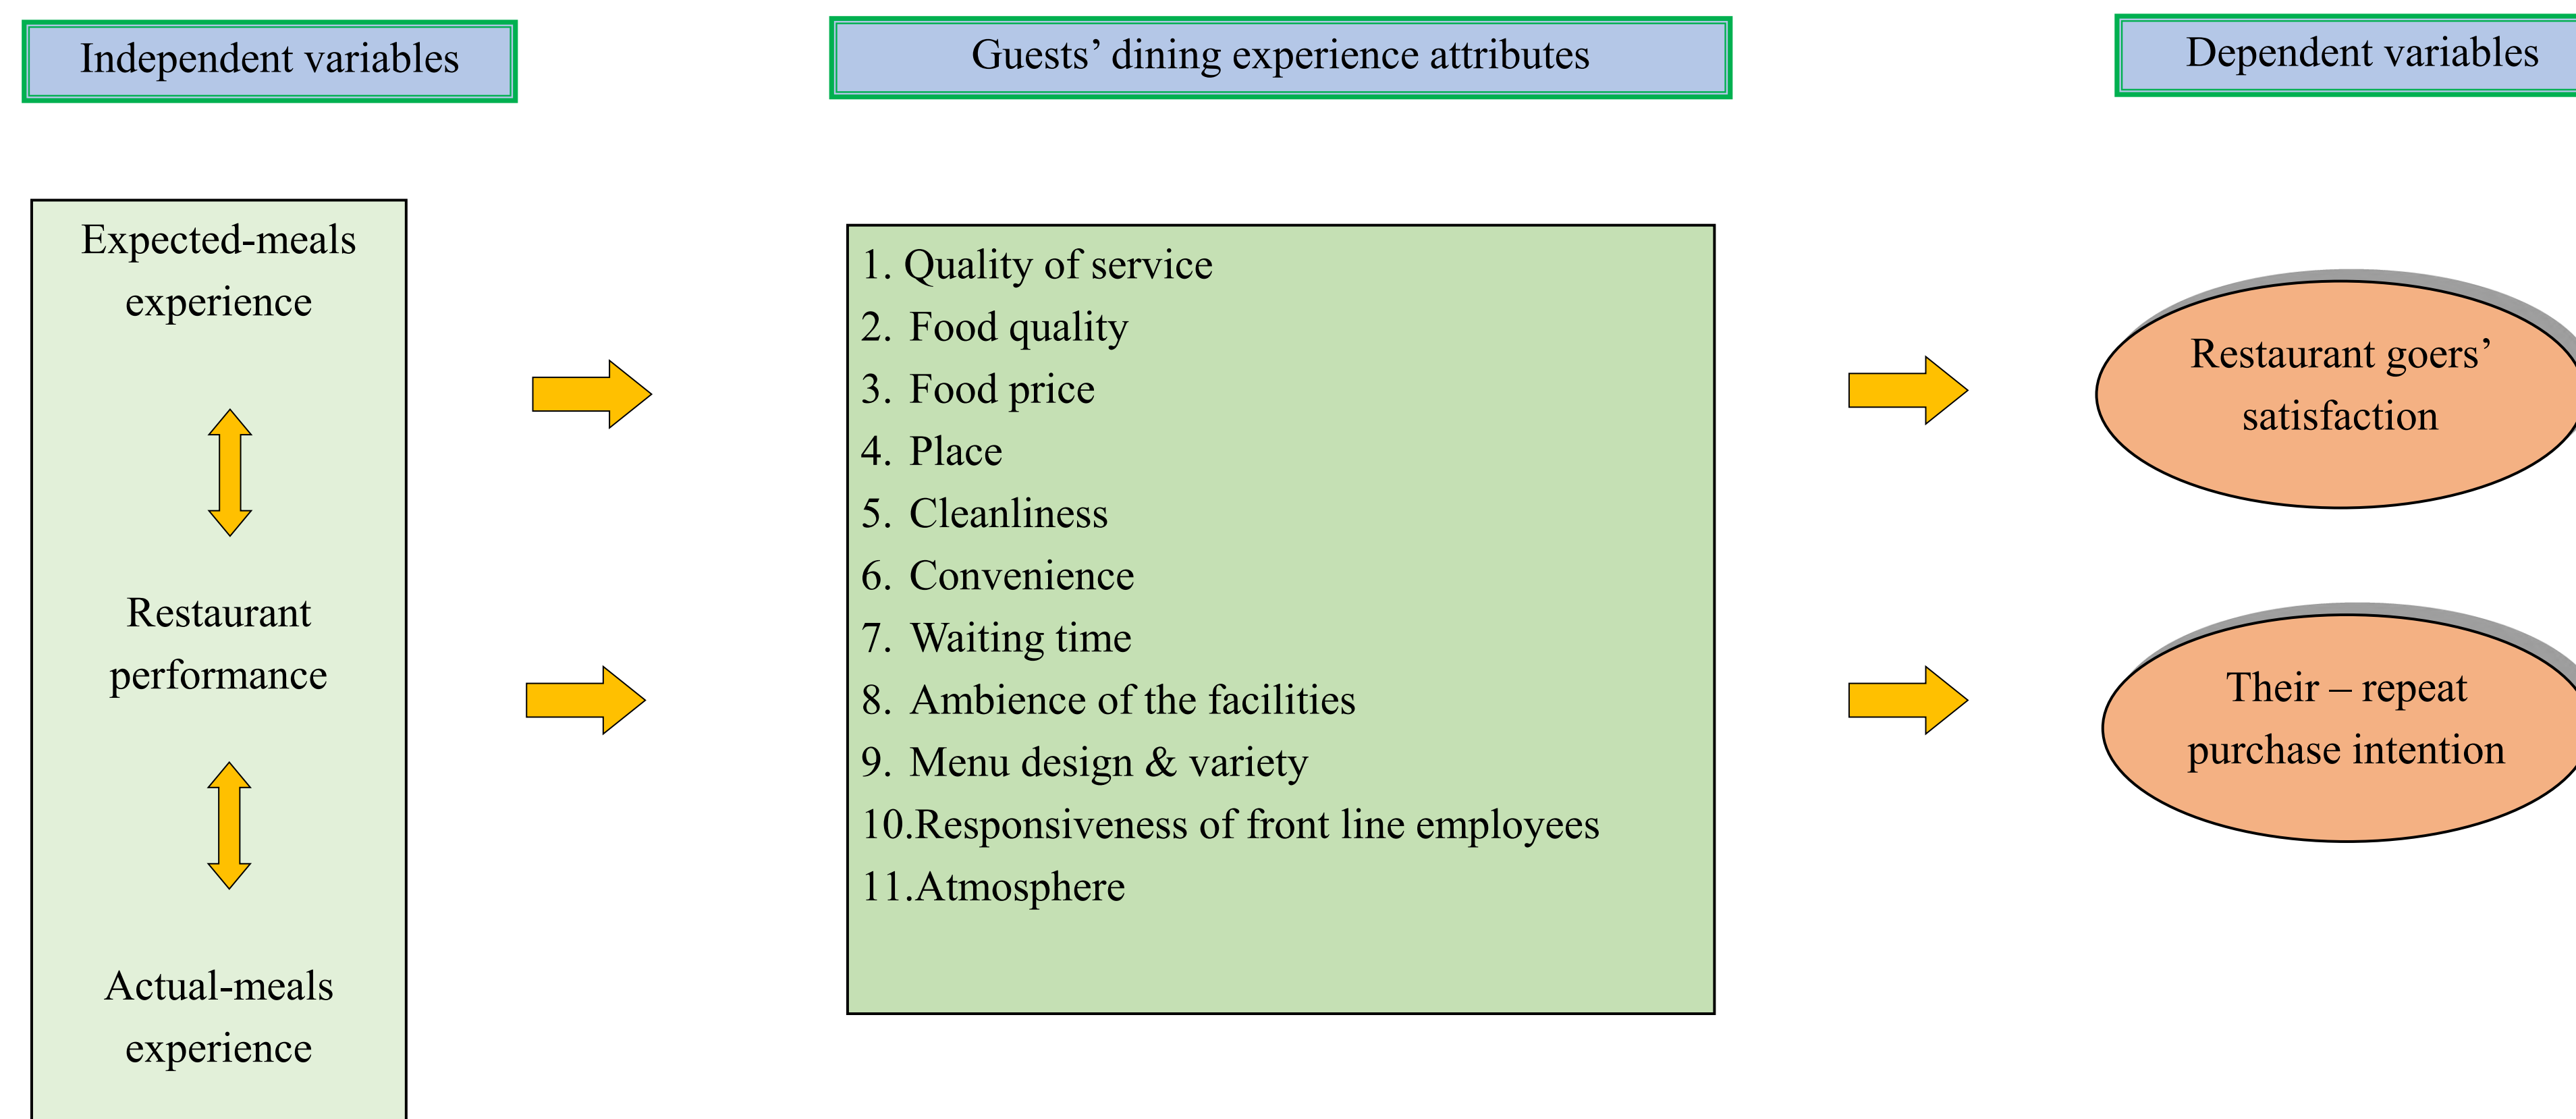 Independent variables
Guests’ dining experience attributes
Dependent variables
Expected-meals
experience
Restaurant
performance
Actual-meals
experience
1. Quality of service
2. Food quality
3. Food price
4. Place
5. Cleanliness
6. Convenience
7. Waiting time
8. Ambience of the facilities
9. Menu design & variety
10.Responsiveness of front line employees
11.Atmosphere
Restaurant goers’
satisfaction
Their – repeat
purchase intention